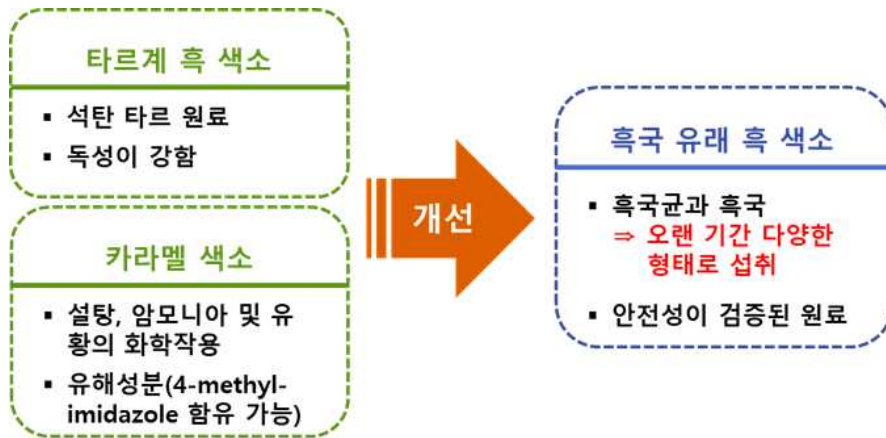 타르계 흑 색소
▪ 석탄 타르 원료
▪ 독성이 강함
카라멜 색소
▪ 설탕, 암모니아 및 유
황의 화학작용
▪ 유해성분(4-methyl-
imidazole 함유 가능)
개선
흑국 유래 흑 색소
▪ 흑국균과 흑국
⇒ 오랜 기간 다양한
형태로 섭취
▪ 안전성이 검증된 원료